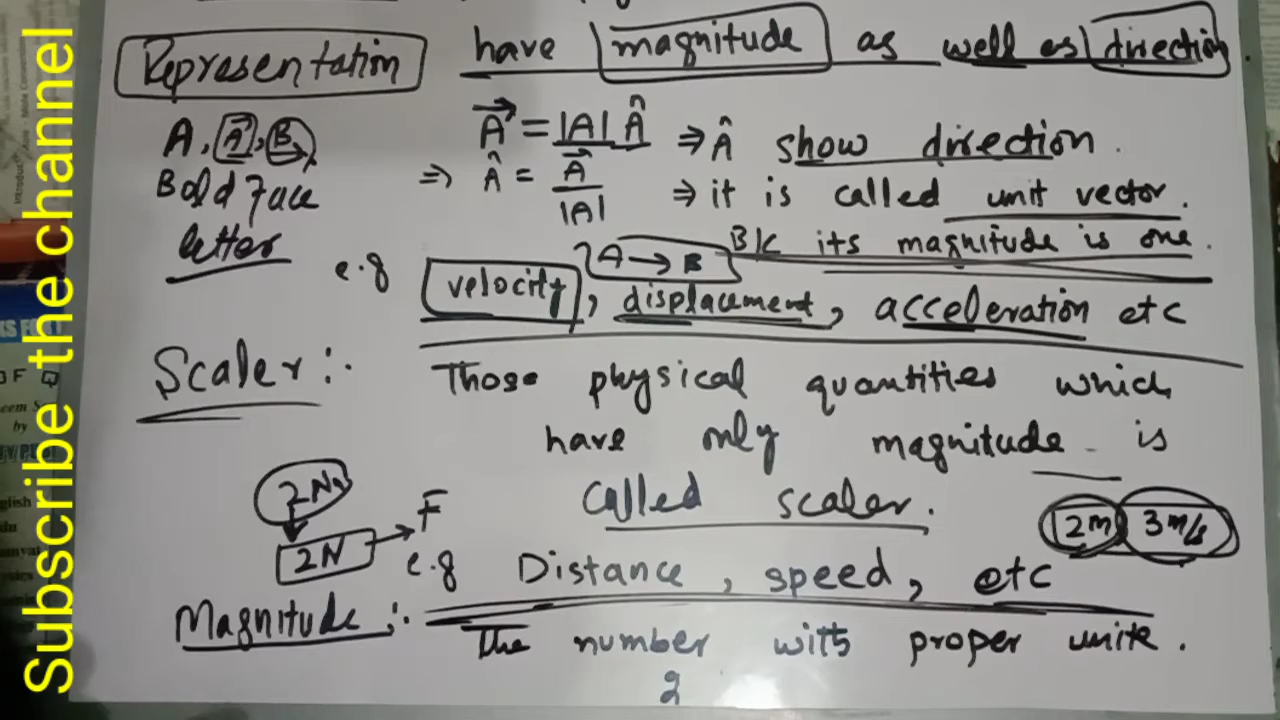 Subscribe the channel
Representation
have magnitude as well as direction
A, A⃗, B
Bold Face
letter
A⃗ = |A| Â ⇒ Â show direction.
⇒ Â = A⃗ / |A| ⇒ it is called unit vector.
B/c its magnitude is one.
A → B
e.g velocity, displacement, acceleration etc
Scaler:. Those physical quantities which
have only magnitude is
called scaler.
2N
2N → F
2m 3m/s
e.g Distance, speed, etc
Magnitude:. The number with proper unite.
2